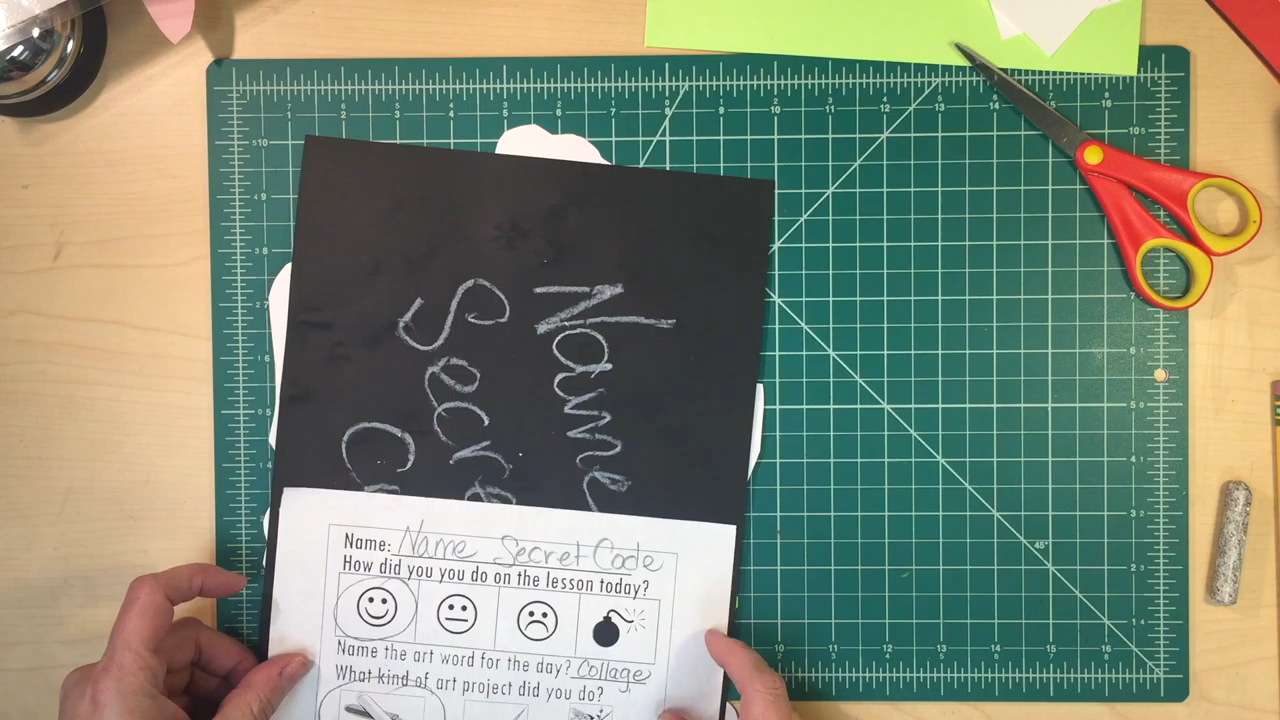 Name
Secre
Co
Name: Name Secret Code
How did you you do on the lesson today?
Name the art word for the day? Collage
What kind of art project did you do?